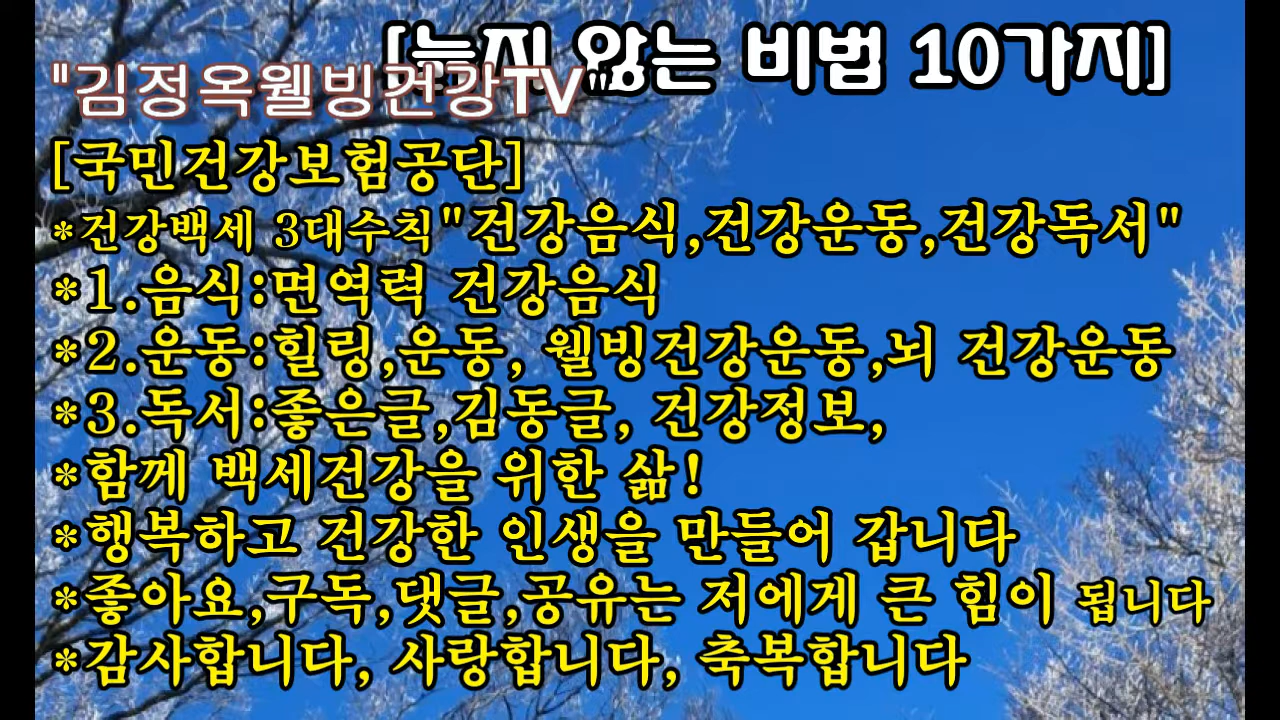 [늙지 않는 비법 10가지]
"김정옥웰빙건강TV"
[국민건강보험공단]
*건강백세 3대수칙"건강음식,건강운동,건강독서"
*1.음식:면역력 건강음식
*2.운동:힐링,운동, 웰빙건강운동,뇌 건강운동
*3.독서:좋은글,김동글, 건강정보,
*함께 백세건강을 위한 삶!
*행복하고 건강한 인생을 만들어 갑니다
*좋아요,구독,댓글,공유는 저에게 큰 힘이 됩니다
*감사합니다, 사랑합니다, 축복합니다